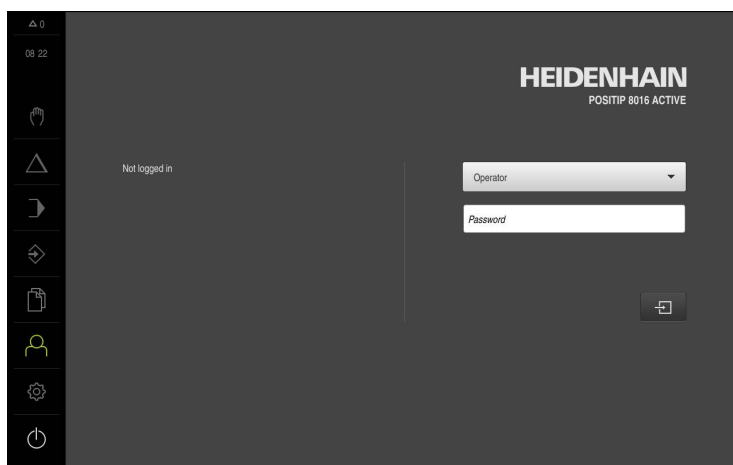 △ 0
08 22
HEIDENHAIN
POSITIP 8016 ACTIVE
Not logged in
Operator
Password